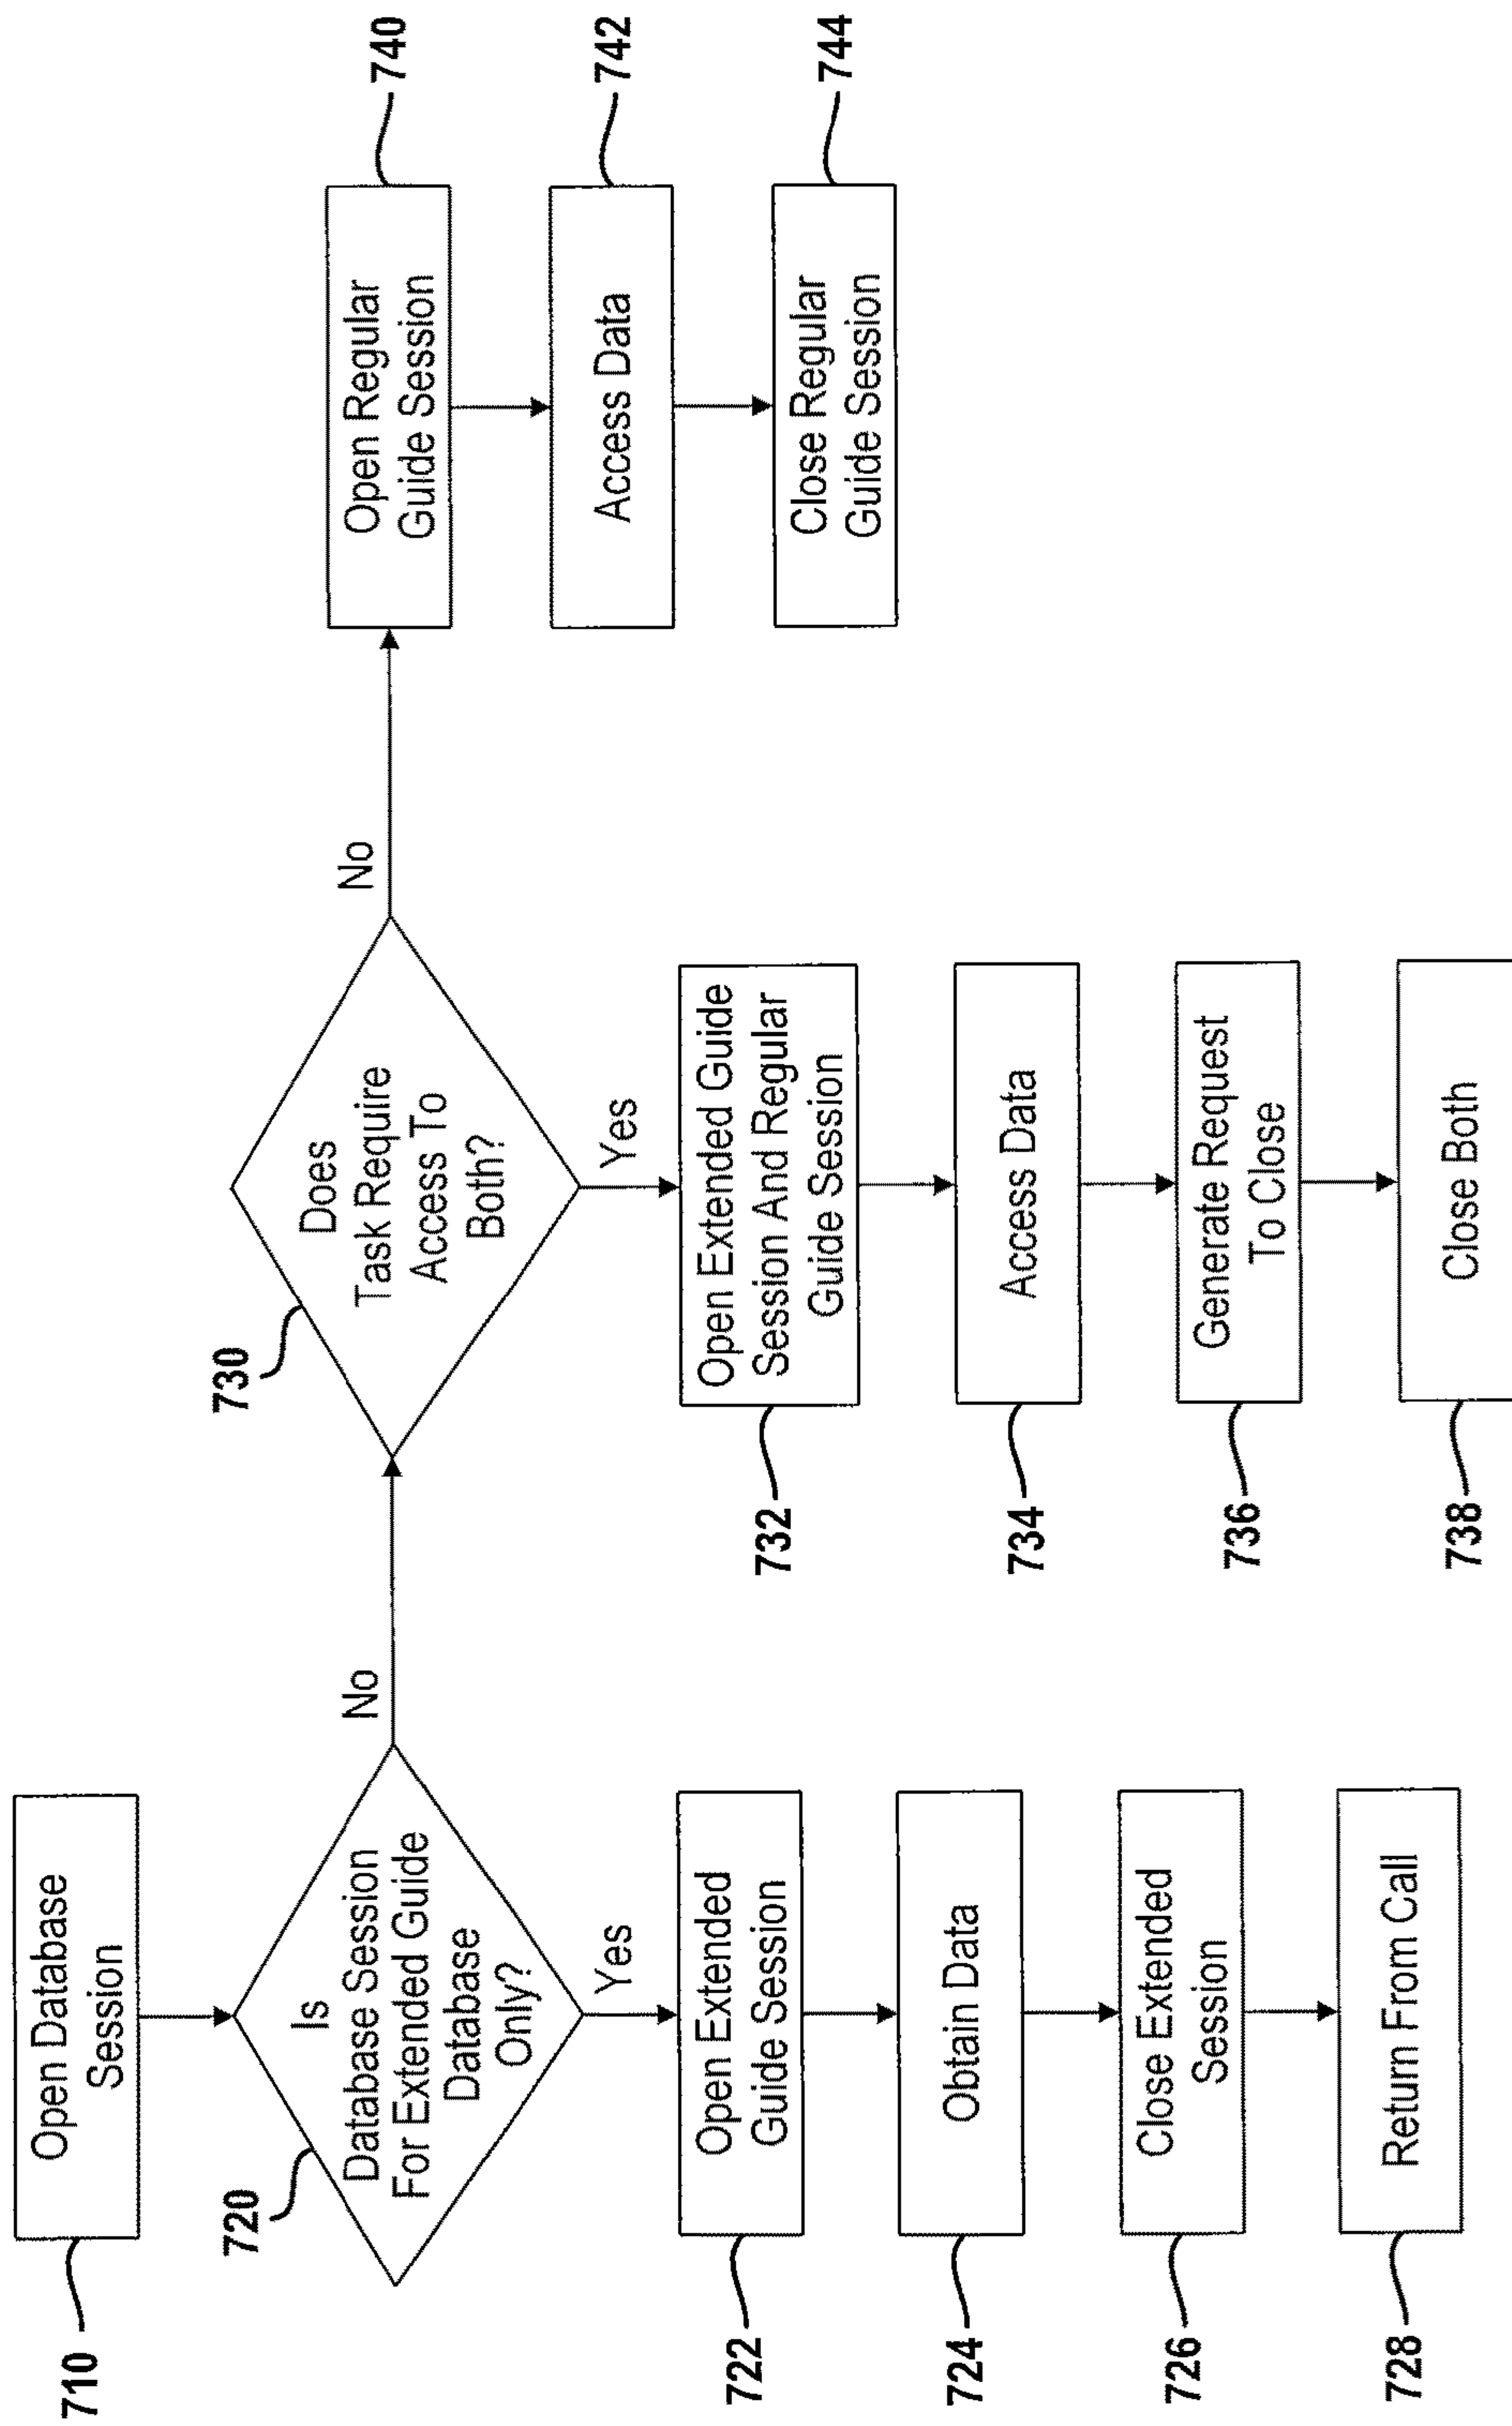 710
Open Database
Session
720
Is
Database Session
For Extended Guide
Database
Only?
No
Yes
722
Open Extended
Guide Session
724
Obtain Data
726
Close Extended
Session
728
Return From Call
730
Does
Task Require
Access To
Both?
No
Yes
732
Open Extended Guide
Session And Regular
Guide Session
734
Access Data
736
Generate Request
To Close
738
Close Both
740
Open Regular
Guide Session
742
Access Data
744
Close Regular
Guide Session